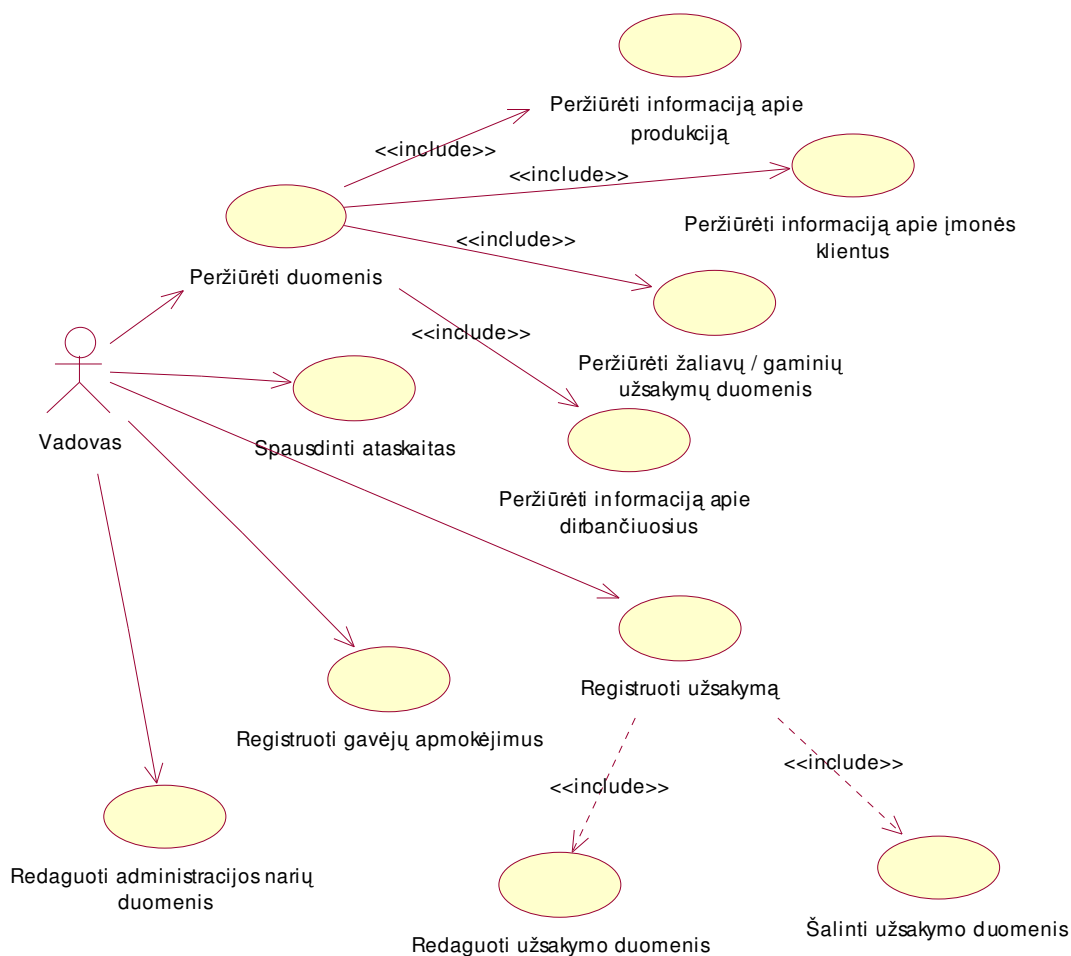 Peržiūrėti informaciją apie
produkciją
<<include>>
<<include>>
Peržiūrėti informaciją apie įmonės
klientus
<<include>>
Peržiūrėti duomenis
<<include>>
Peržiūrėti žaliavų / gaminių
užsakymų duomenis
Vadovas
Spausdinti ataskaitas
Peržiūrėti informaciją apie
dirbančiuosius
Registruoti užsakymą
Registruoti gavėjų apmokėjimus
<<include>>
<<include>>
Redaguoti administracijos narių
duomenis
Redaguoti užsakymo duomenis
Šalinti užsakymo duomenis